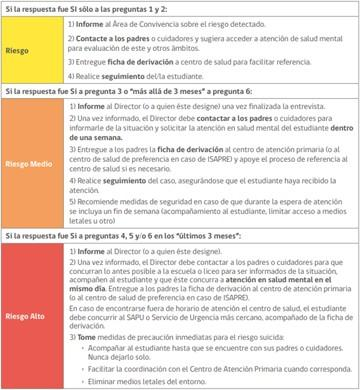 Si la respuesta fue SI sólo a las preguntas 1 y 2:
Riesgo
1) Informe al Área de Convivencia sobre el riesgo detectado.
2) Contacte a los padres o cuidadores y sugiera acceder a atención de salud mental
para evaluación de este y otros ámbitos.
3) Entregue ficha de derivación a centro de salud para facilitar referencia.
4) Realice seguimiento del/la estudiante.
Si la respuesta fue Si a pregunta 3 o "más allá de 3 meses" a pregunta 6:
Riesgo Medio
1) Informe al Director (o a quien éste designe) una vez finalizada la entrevista.
2) Una vez informado, el Director debe contactar a los padres o cuidadores para
informarle de la situación y solicitar la atención en salud mental del estudiante dentro
de una semana.
3) Entregue a los padres la ficha de derivación al centro de atención primaria (o al
centro de salud de preferencia en caso de ISAPRE) y apoye el proceso de referencia al
centro de salud si es necesario.
4) Realice seguimiento del caso, asegurándose que el estudiante haya recibido la
atención.
5) Recomiende medidas de seguridad en caso de que durante la espera de atención
se incluya un fin de semana (acompañamiento al estudiante, limitar acceso a medios
letales u otro)
Si la respuesta fue Si a preguntas 4, 5 y/o 6 en los "últimos 3 meses":
Riesgo Alto
1) Informe al Director (o a quien éste designe).
2) Una vez informado, el Director debe contactar a los padres o cuidadores para que
concurran lo antes posible a la escuela o liceo para ser informados de la situación,
acompañen al estudiante y que éste concurra a atención en salud mental en el
mismo día. Entregue a los padres la ficha de derivación al centro de atención primaria
(o al centro de salud de preferencia en caso de ISAPRE).
En caso de encontrarse fuera de horario de atención el centro de salud, el estudiante
debe concurrir al SAPU o Servicio de Urgencia más cercano, acompañado de la ficha de
derivación.
3) Tome medidas de precaución inmediatas para el riesgo suicida:
• Acompañar al estudiante hasta que se encuentre con sus padres o cuidadores.
Nunca dejarlo solo.
• Facilitar la coordinación con el Centro de Atención Primaria cuando corresponda.
• Eliminar medios letales del entorno.